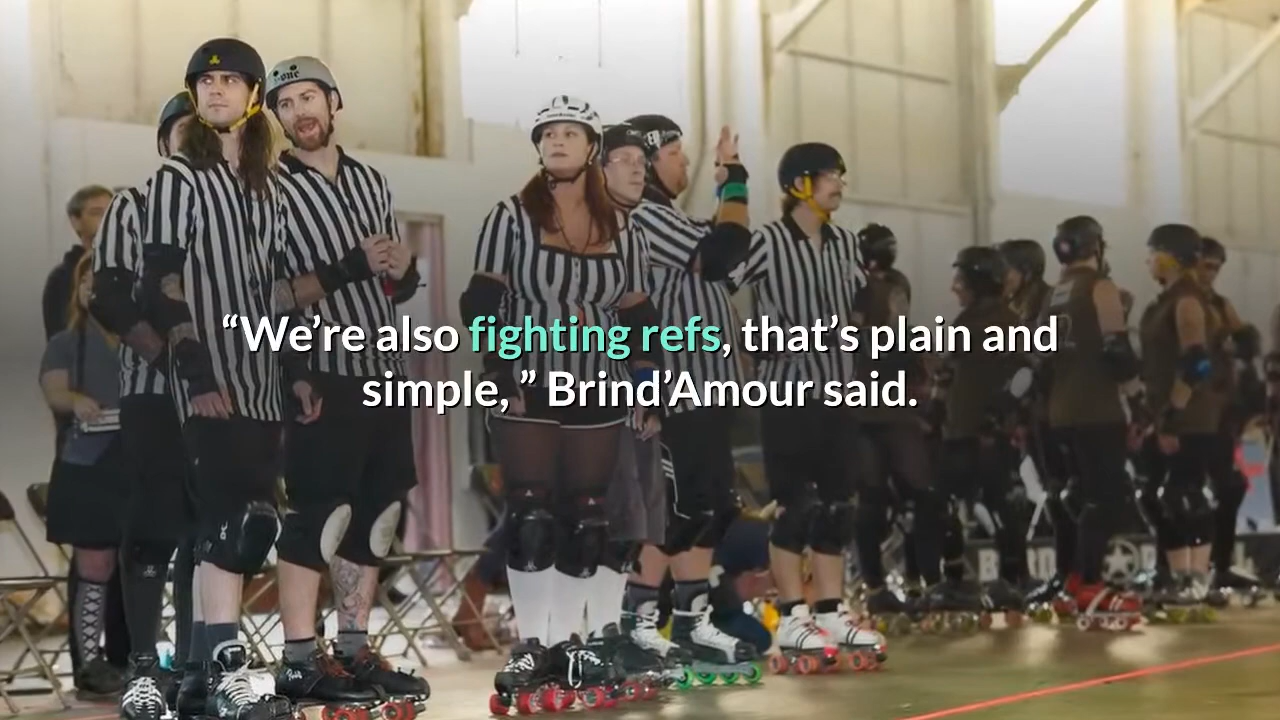 “We’re also fighting refs, that’s plain and
simple, ” Brind’Amour said.